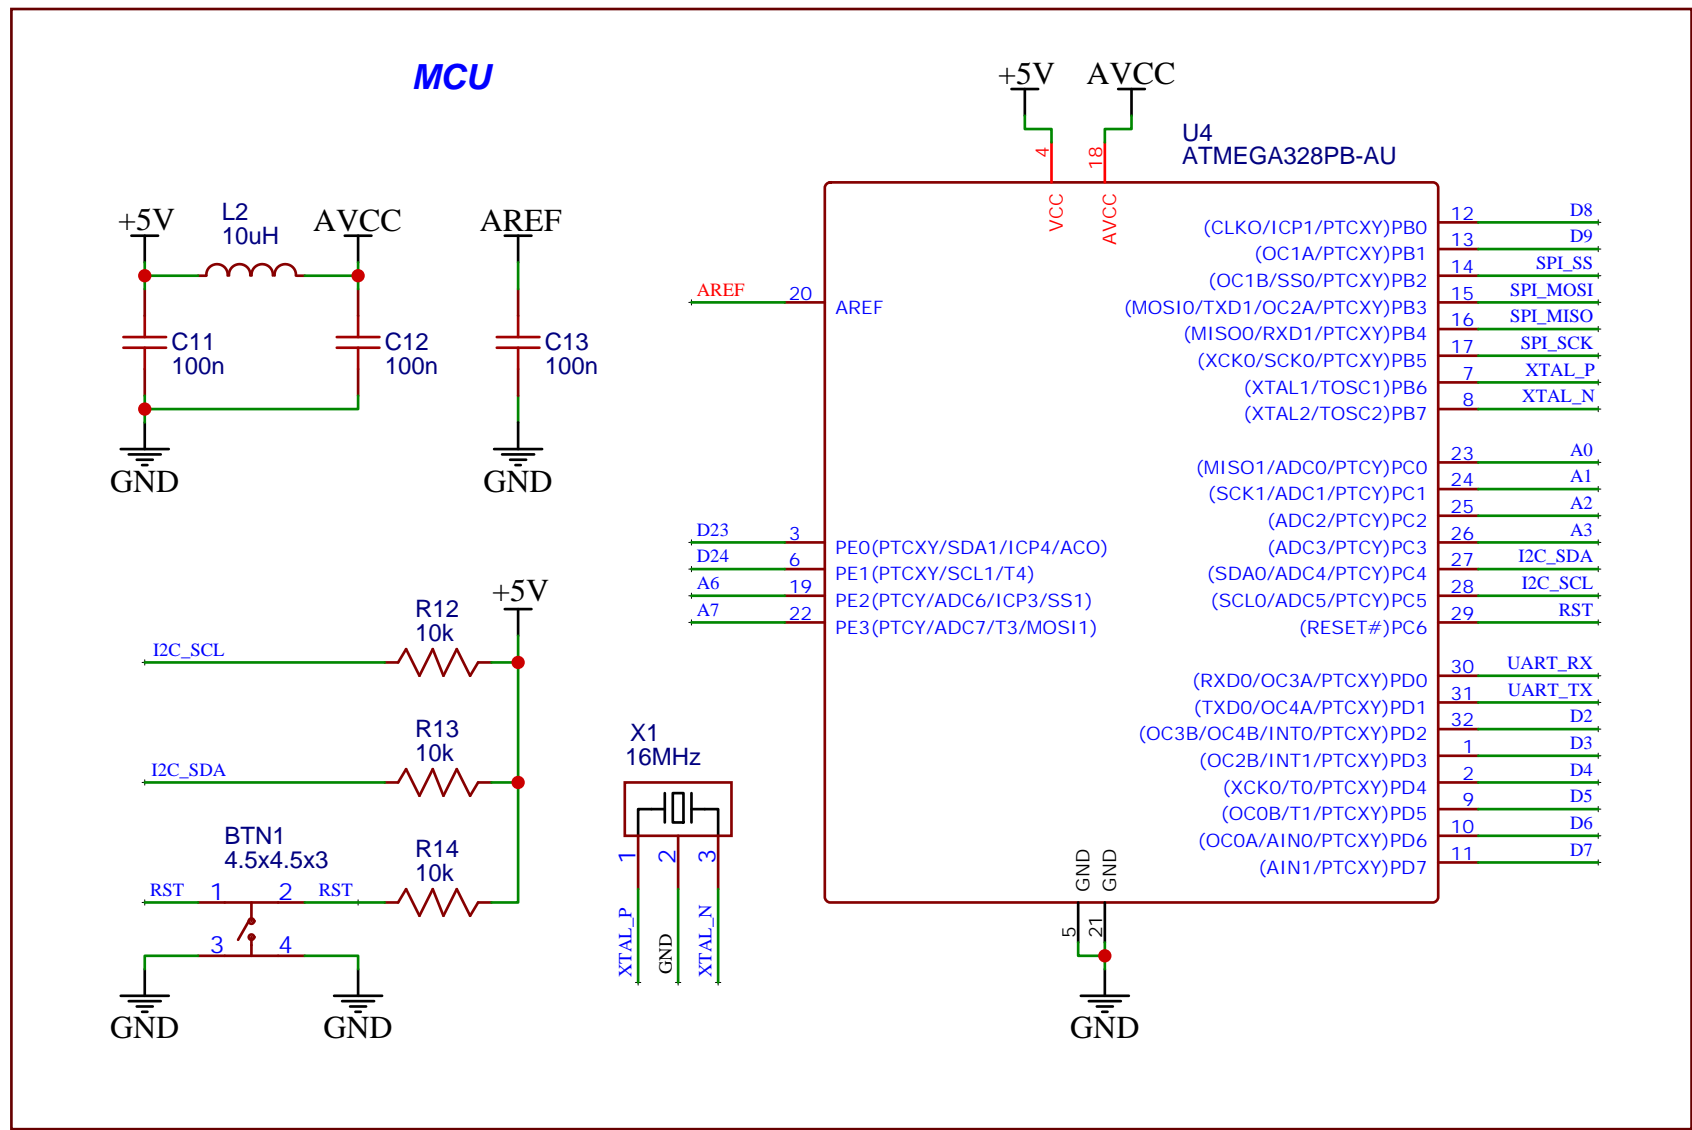 MCU
+5V
L2
10uH
AVCC
AREF
C11
100n
C12
100n
C13
100n
GND
GND
+5V
R12
10k
I2C_SCL
R13
10k
I2C_SDA
BTN1
4.5x4.5x3
R14
10k
RST
1
2
RST
3
4
GND
GND
X1
16MHz
1
2
3
XTAL_P
GND
XTAL_N
+5V
AVCC
U4
ATMEGA328PB-AU
4
18
VCC
AVCC
AREF
20
AREF
D23
3
PE0(PTCXY/SDA1/ICP4/ACO)
D24
6
PE1(PTCXY/SCL1/T4)
A6
19
PE2(PTCY/ADC6/ICP3/SS1)
A7
22
PE3(PTCY/ADC7/T3/MOSI1)
(CLKO/ICP1/PTCXY)PB0
12
D8
(OC1A/PTCXY)PB1
13
D9
(OC1B/SS0/PTCXY)PB2
14
SPI_SS
(MOSI0/TXD1/OC2A/PTCXY)PB3
15
SPI_MOSI
(MISO0/RXD1/PTCXY)PB4
16
SPI_MISO
(XCK0/SCK0/PTCXY)PB5
17
SPI_SCK
(XTAL1/TOSC1)PB6
7
XTAL_P
(XTAL2/TOSC2)PB7
8
XTAL_N
(MISO1/ADC0/PTCY)PC0
23
A0
(SCK1/ADC1/PTCY)PC1
24
A1
(ADC2/PTCY)PC2
25
A2
(ADC3/PTCY)PC3
26
A3
(SDA0/ADC4/PTCY)PC4
27
I2C_SDA
(SCL0/ADC5/PTCY)PC5
28
I2C_SCL
(RESET#)PC6
29
RST
(RXD0/OC3A/PTCXY)PD0
30
UART_RX
(TXD0/OC4A/PTCXY)PD1
31
UART_TX
(OC3B/OC4B/INT0/PTCXY)PD2
32
D2
(OC2B/INT1/PTCXY)PD3
1
D3
(XCK0/T0/PTCXY)PD4
2
D4
(OC0B/T1/PTCXY)PD5
9
D5
(OC0A/AIN0/PTCXY)PD6
10
D6
(AIN1/PTCXY)PD7
11
D7
GND
GND
5
21
GND